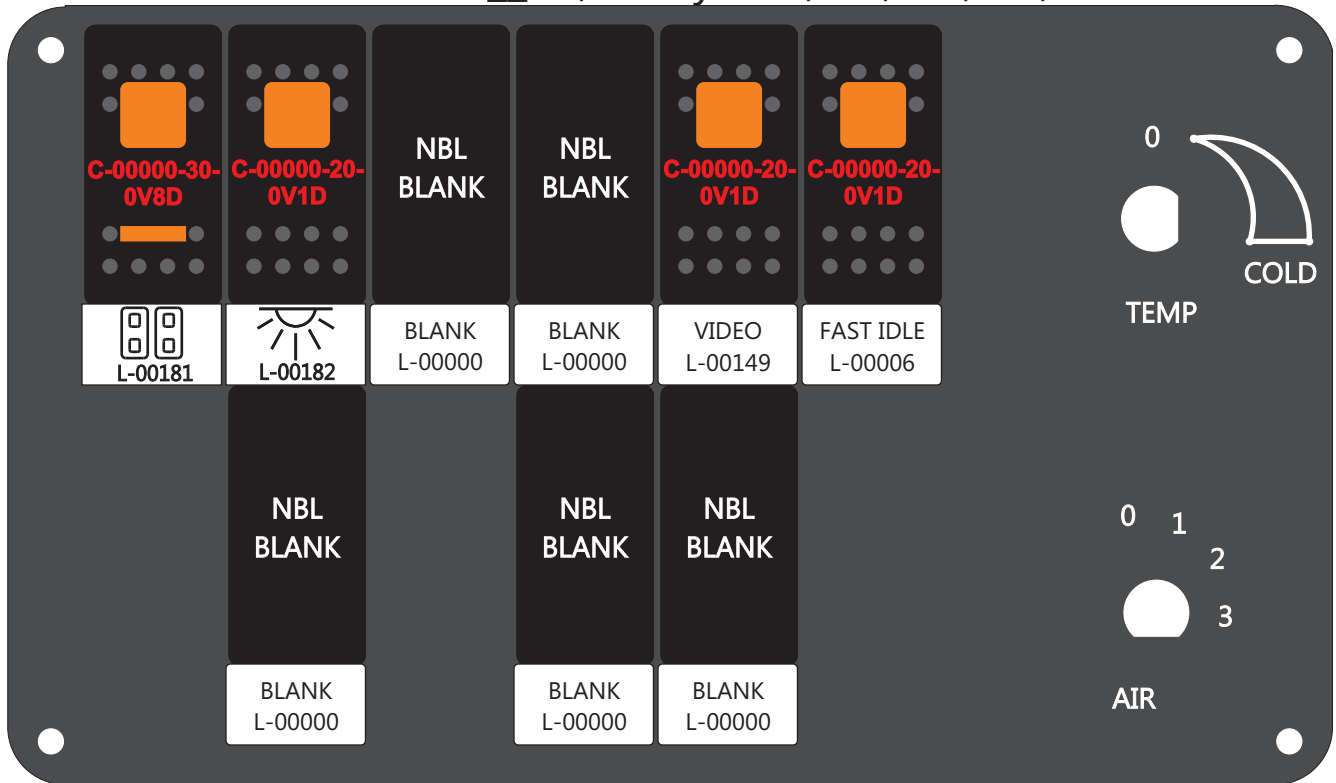 C-00000-30-
0V8D
C-00000-20-
0V1D
NBL
BLANK
NBL
BLANK
C-00000-20-
0V1D
C-00000-20-
0V1D
0
COLD
TEMP
L-00181
L-00182
BLANK
L-00000
BLANK
L-00000
VIDEO
L-00149
FAST IDLE
L-00006
NBL
BLANK
NBL
BLANK
NBL
BLANK
0
1
2
3
AIR
BLANK
L-00000
BLANK
L-00000
BLANK
L-00000